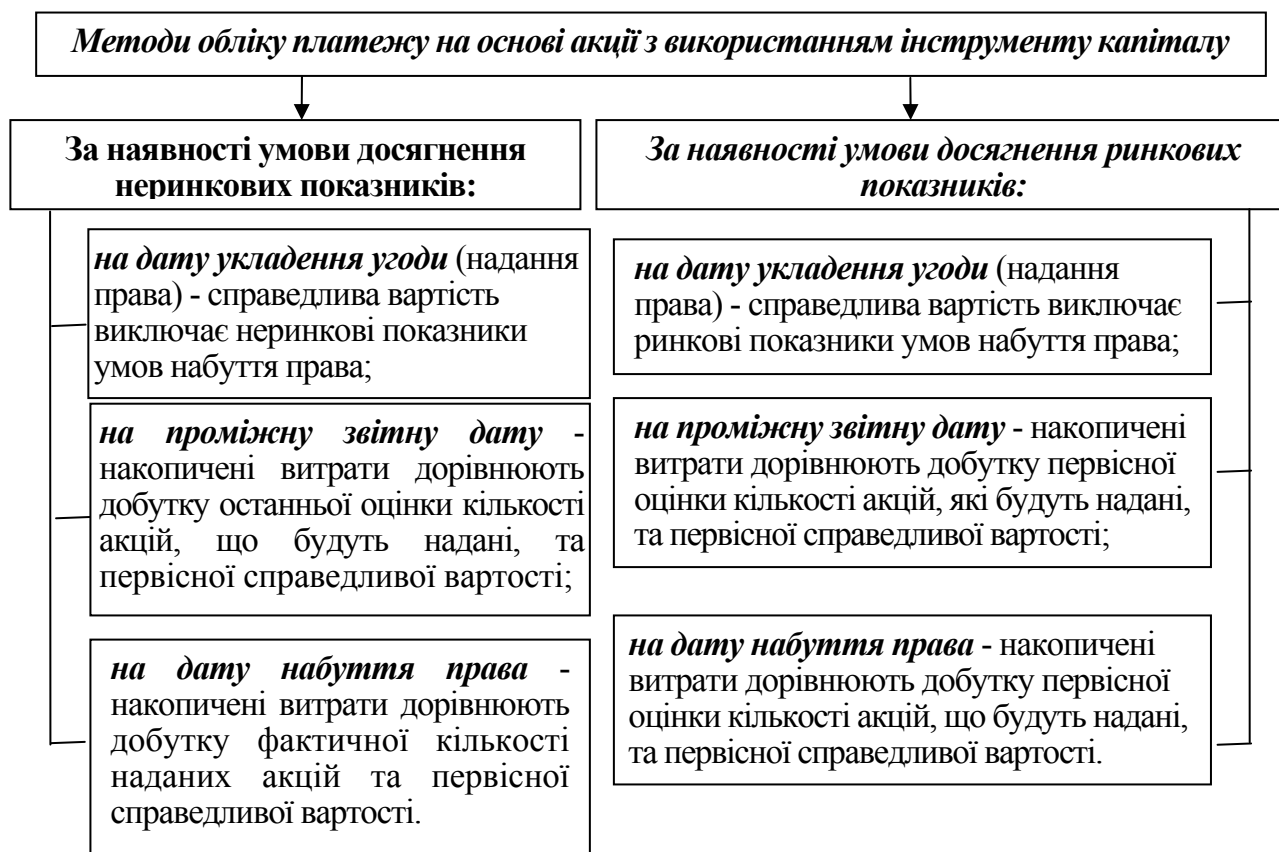 Методи обліку платежу на основі акції з використанням інструменту капіталу
За наявності умови досягнення
неринкових показників:
на дату укладення угоди (надання
права) - справедлива вартість
виключає неринкові показники
умов набуття права;
на проміжну звітну дату -
накопичені витрати дорівнюють
добутку останньої оцінки кількості
акцій, що будуть надані, та
первісної справедливої вартості;
на дату набуття права -
накопичені витрати дорівнюють
добутку фактичної кількості
наданих акцій та первісної
справедливої вартості.
За наявності умови досягнення ринкових
показників:
на дату укладення угоди (надання
права) - справедлива вартість виключає
ринкові показники умов набуття права;
на проміжну звітну дату - накопичені
витрати дорівнюють добутку первісної
оцінки кількості акцій, які будуть надані,
та первісної справедливої вартості;
на дату набуття права - накопичені
витрати дорівнюють добутку первісної
оцінки кількості акцій, що будуть надані,
та первісної справедливої вартості.